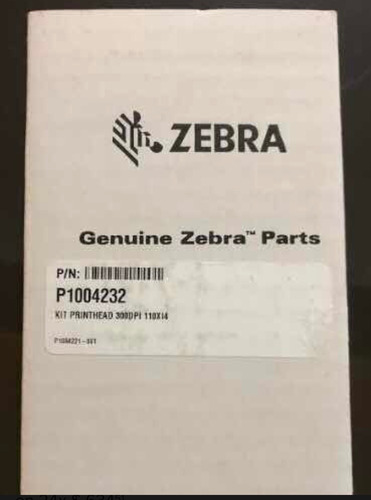 ZEBRA
Genuine Zebra™ Parts
P/N:
P1004232
KIT PRINTHEAD 300DPI 110XI4